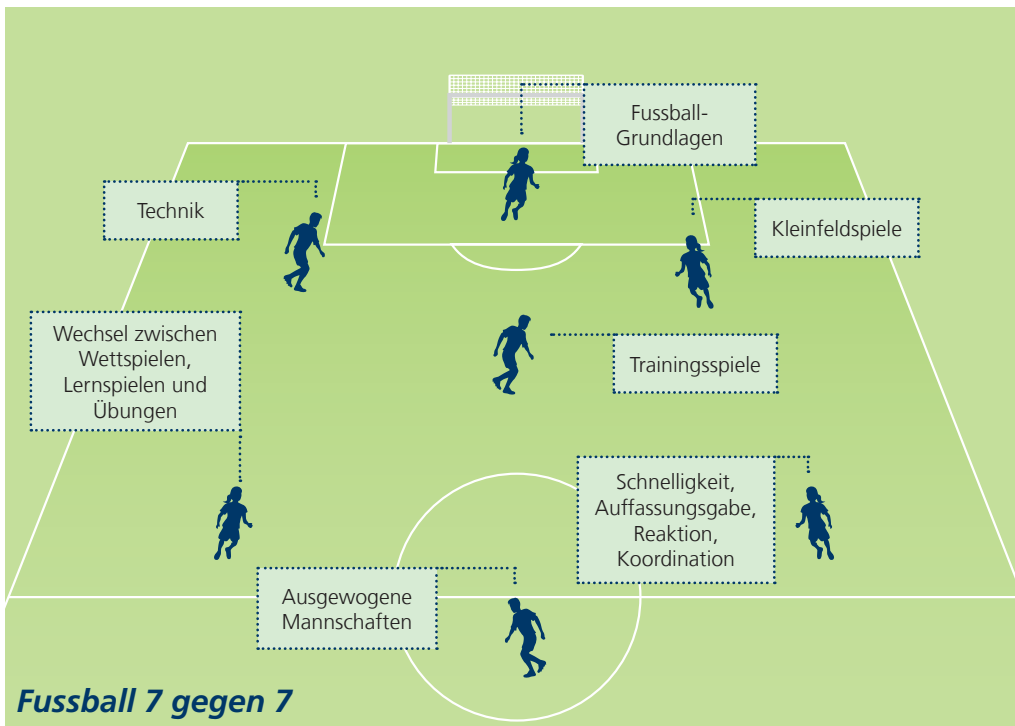 Fussball-
Grundlagen
Technik
Kleinfeldspiele
Wechsel zwischen
Wettspielen,
Lernspielen und
Übungen
Trainingsspiele
Schnelligkeit,
Auffassungsgabe,
Reaktion,
Koordination
Ausgewogene
Mannschaften
Fussball 7 gegen 7